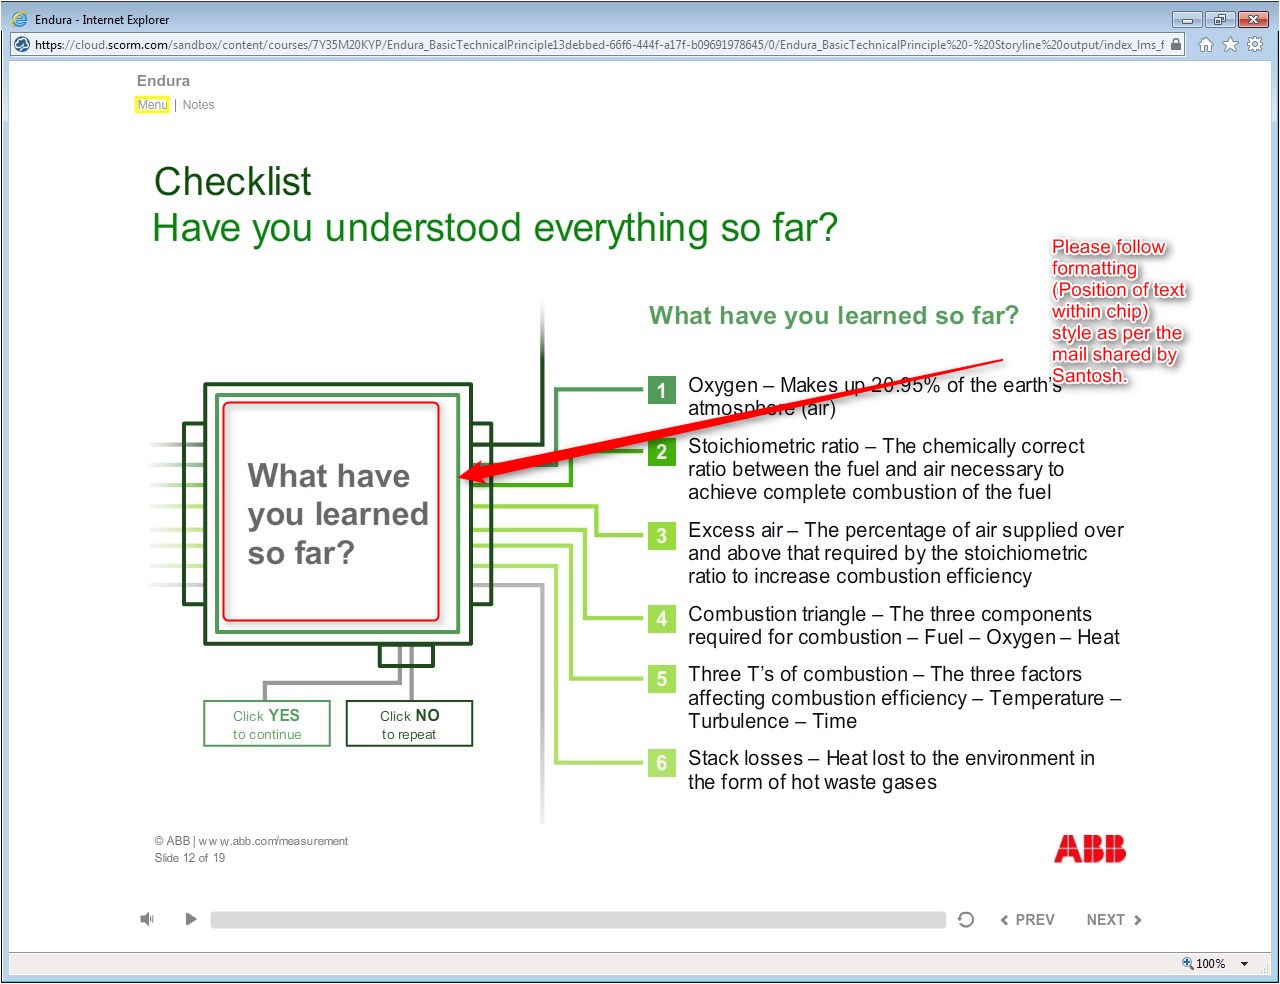 Endura - Internet Explorer
https://cloud.scorm.com/sandbox/content/courses/7Y35M20KYP/Endura_BasicTechnicalPrinciple13debbed-66f6-444f-a17f-b09691978645/0/Endura_BasicTechnicalPrinciple%20-%20Storyline%20output/index_lms_f
Endura
Menu | Notes
Checklist
Have you understood everything so far?
Please follow
formatting
(Position of text
within chip)
style as per the
mail shared by
Santosh.
What have you learned so far?
What have
you learned
so far?
1 Oxygen – Makes up 20.95% of the earth's
atmosphere (air)
2 Stoichiometric ratio – The chemically correct
ratio between the fuel and air necessary to
achieve complete combustion of the fuel
3 Excess air – The percentage of air supplied over
and above that required by the stoichiometric
ratio to increase combustion efficiency
4 Combustion triangle – The three components
required for combustion – Fuel – Oxygen – Heat
5 Three T's of combustion – The three factors
affecting combustion efficiency – Temperature –
Turbulence – Time
6 Stack losses – Heat lost to the environment in
the form of hot waste gases
Click YES
to continue
Click NO
to repeat
© ABB | www.abb.com/measurement
Slide 12 of 19
ABB
PREV
NEXT
100%